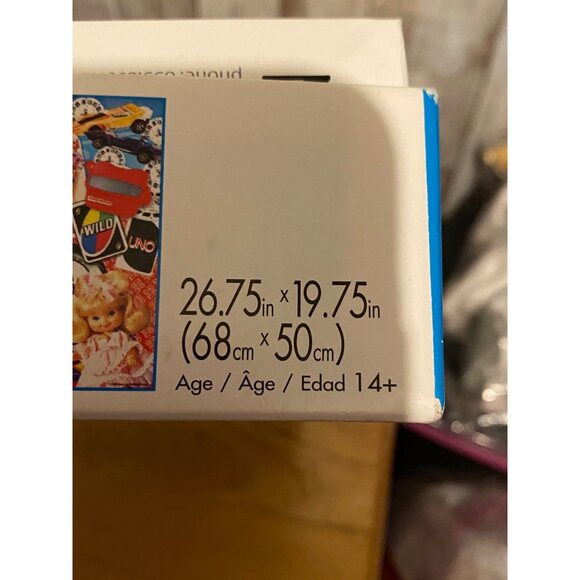 WILD
UNO
26.75in x 19.75in
(68cm x 50cm)
Age / Âge / Edad 14+